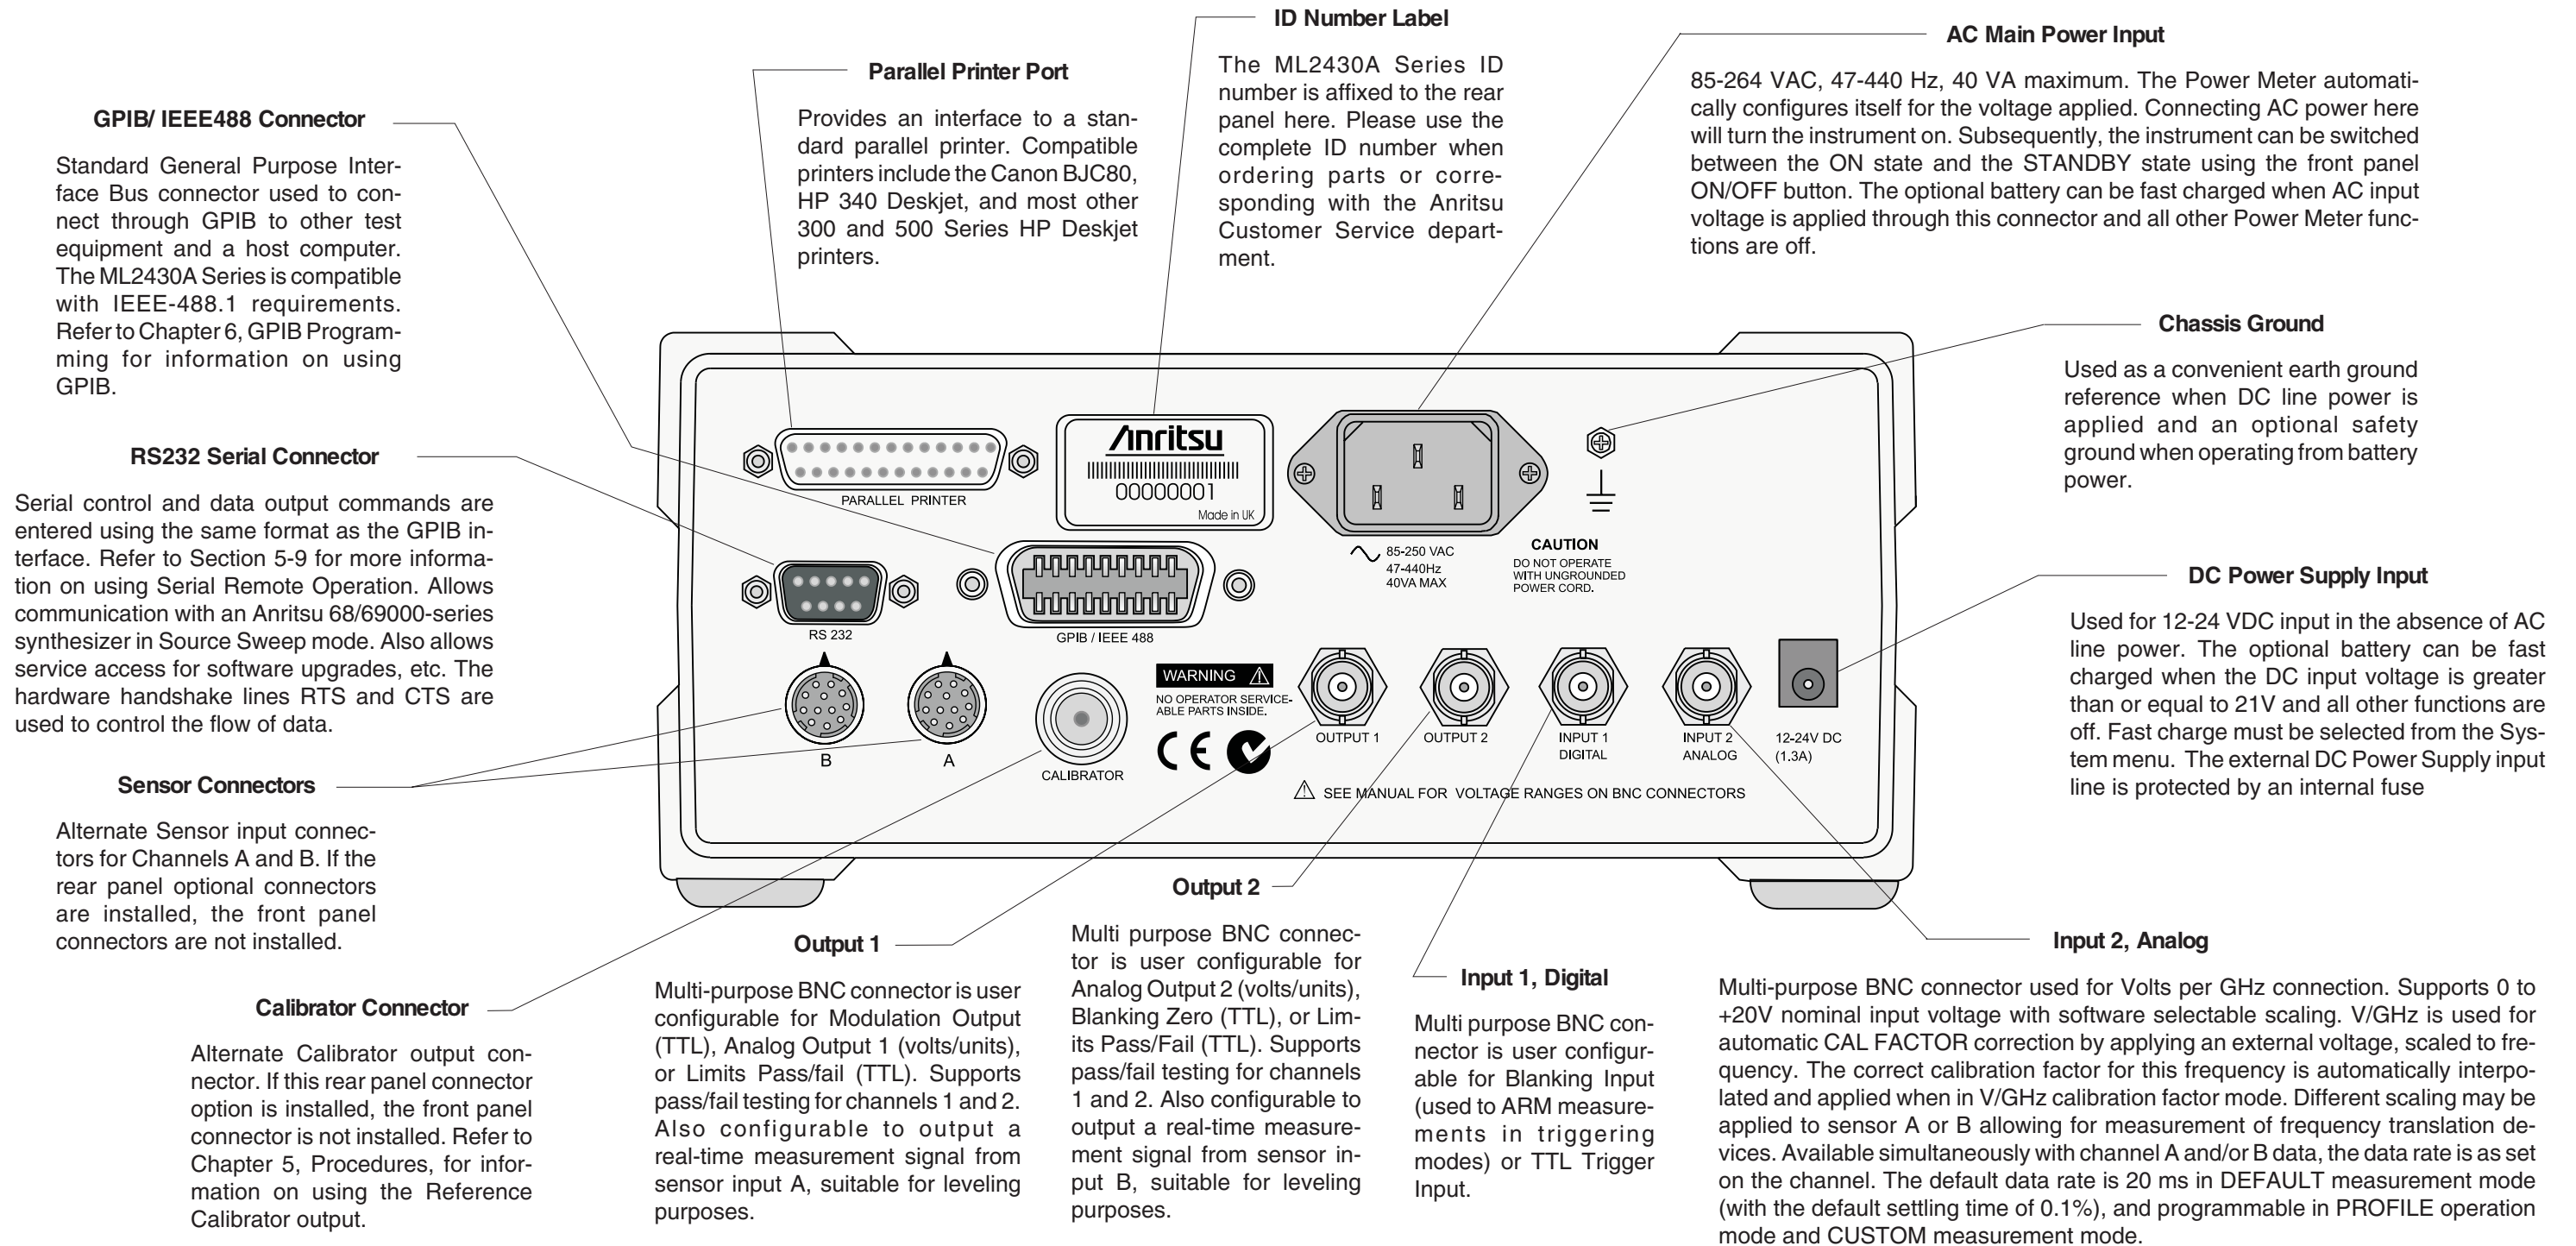 ID Number Label
The ML2430A Series ID
number is affixed to the rear
panel here. Please use the
complete ID number when
ordering parts or corre-
sponding with the Anritsu
Customer Service depart-
ment.
AC Main Power Input
85-264 VAC, 47-440 Hz, 40 VA maximum. The Power Meter automati-
cally configures itself for the voltage applied. Connecting AC power here
will turn the instrument on. Subsequently, the instrument can be switched
between the ON state and the STANDBY state using the front panel
ON/OFF button. The optional battery can be fast charged when AC input
voltage is applied through this connector and all other Power Meter func-
tions are off.
Parallel Printer Port
Provides an interface to a stan-
dard parallel printer. Compatible
printers include the Canon BJC80,
HP 340 Deskjet, and most other
300 and 500 Series HP Deskjet
printers.
GPIB/ IEEE488 Connector
Standard General Purpose Inter-
face Bus connector used to con-
nect through GPIB to other test
equipment and a host computer.
The ML2430A Series is compatible
with IEEE-488.1 requirements.
Refer to Chapter 6, GPIB Program-
ming for information on using
GPIB.
Chassis Ground
Used as a convenient earth ground
reference when DC line power is
applied and an optional safety
ground when operating from battery
power.
RS232 Serial Connector
Serial control and data output commands are
entered using the same format as the GPIB in-
terface. Refer to Section 5-9 for more informa-
tion on using Serial Remote Operation. Allows
communication with an Anritsu 68/69000-series
synthesizer in Source Sweep mode. Also allows
service access for software upgrades, etc. The
hardware handshake lines RTS and CTS are
used to control the flow of data.
PARALLEL PRINTER
Anritsu
00000001
Made in UK
85-250 VAC
47-440Hz
40VA MAX
CAUTION
DO NOT OPERATE
WITH UNGROUNDED
POWER CORD.
RS 232
GPIB / IEEE 488
B
A
CALIBRATOR
WARNING
NO OPERATOR SERVICE-
ABLE PARTS INSIDE.
CE
OUTPUT 1
OUTPUT 2
INPUT 1
DIGITAL
INPUT 2
ANALOG
12-24V DC
(1.3A)
SEE MANUAL FOR VOLTAGE RANGES ON BNC CONNECTORS
DC Power Supply Input
Used for 12-24 VDC input in the absence of AC
line power. The optional battery can be fast
charged when the DC input voltage is greater
than or equal to 21V and all other functions are
off. Fast charge must be selected from the Sys-
tem menu. The external DC Power Supply input
line is protected by an internal fuse
Sensor Connectors
Alternate Sensor input connec-
tors for Channels A and B. If the
rear panel optional connectors
are installed, the front panel
connectors are not installed.
Calibrator Connector
Alternate Calibrator output con-
nector. If this rear panel connector
option is installed, the front panel
connector is not installed. Refer to
Chapter 5, Procedures, for infor-
mation on using the Reference
Calibrator output.
Output 1
Multi-purpose BNC connector is user
configurable for Modulation Output
(TTL), Analog Output 1 (volts/units),
or Limits Pass/fail (TTL). Supports
pass/fail testing for channels 1 and 2.
Also configurable to output a
real-time measurement signal from
sensor input A, suitable for leveling
purposes.
Output 2
Multi purpose BNC connec-
tor is user configurable for
Analog Output 2 (volts/units),
Blanking Zero (TTL), or Lim-
its Pass/Fail (TTL). Supports
pass/fail testing for channels
1 and 2. Also configurable to
output a real-time measure-
ment signal from sensor in-
put B, suitable for leveling
purposes.
Input 1, Digital
Multi purpose BNC con-
nector is user configur-
able for Blanking Input
(used to ARM measure-
ments in triggering
modes) or TTL Trigger
Input.
Input 2, Analog
Multi-purpose BNC connector used for Volts per GHz connection. Supports 0 to
+20V nominal input voltage with software selectable scaling. V/GHz is used for
automatic CAL FACTOR correction by applying an external voltage, scaled to fre-
quency. The correct calibration factor for this frequency is automatically interpo-
lated and applied when in V/GHz calibration factor mode. Different scaling may be
applied to sensor A or B allowing for measurement of frequency translation de-
vices. Available simultaneously with channel A and/or B data, the data rate is as set
on the channel. The default data rate is 20 ms in DEFAULT measurement mode
(with the default settling time of 0.1%), and programmable in PROFILE operation
mode and CUSTOM measurement mode.